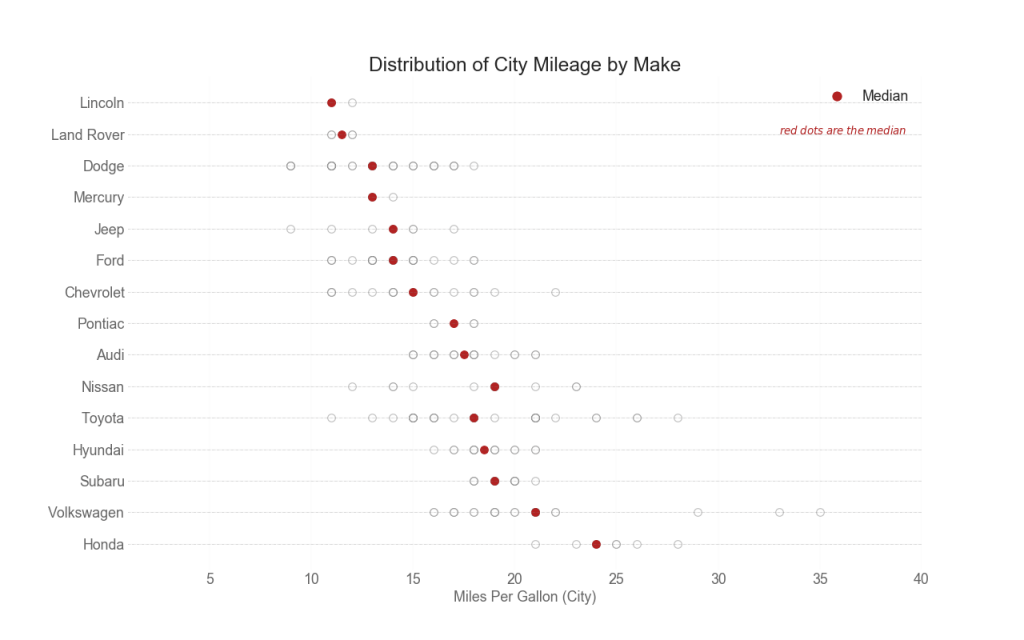 Distribution of City Mileage by Make
Median
red dots are the median
Lincoln
Land Rover
Dodge
Mercury
Jeep
Ford
Chevrolet
Pontiac
Audi
Nissan
Toyota
Hyundai
Subaru
Volkswagen
Honda
5 10 15 20 25 30 35 40
Miles Per Gallon (City)